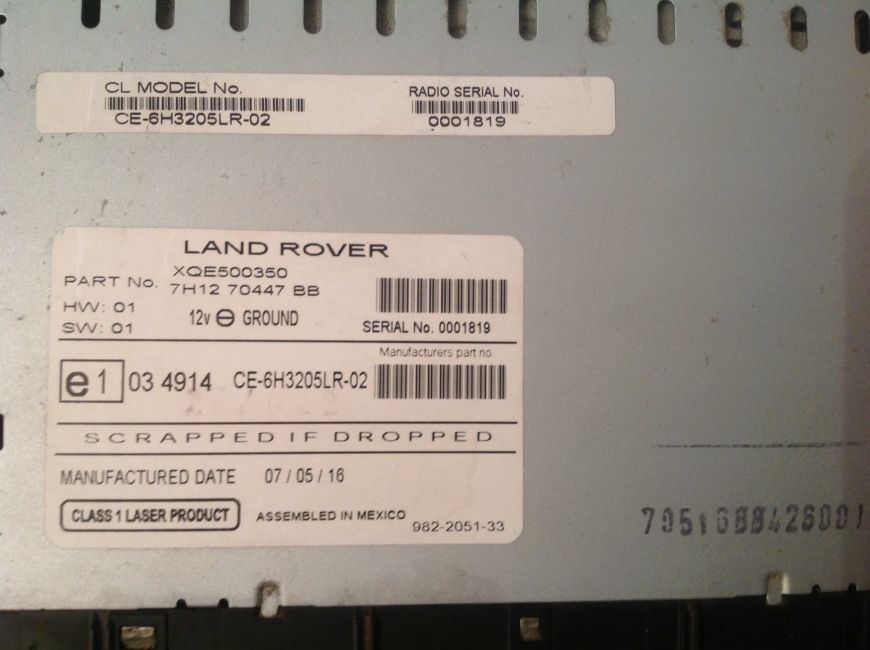 CL MODEL No.
CE-6H3205LR-02
RADIO SERIAL No.
0001819
LAND ROVER
PART No. XQE500350
7H12 70447 BB
HW: 01
SW: 01
12v GROUND
SERIAL No. 0001819
Manufacturers part no
e1 03 4914 CE-6H3205LR-02
SCRAPPED IF DROPPED
MANUFACTURED DATE 07 / 05 / 16
CLASS 1 LASER PRODUCT
ASSEMBLED IN MEXICO
982-2051-33